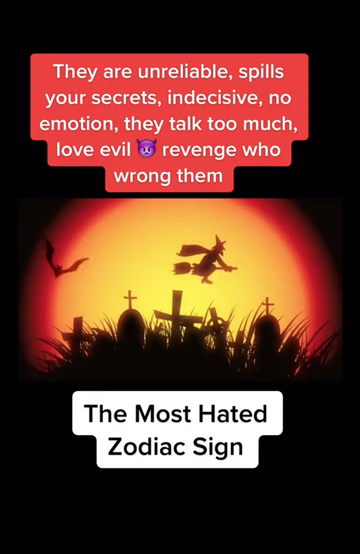 They are unreliable, spills
your secrets, indecisive, no
emotion, they talk too much,
love evil 👿 revenge who
wrong them
The Most Hated
Zodiac Sign